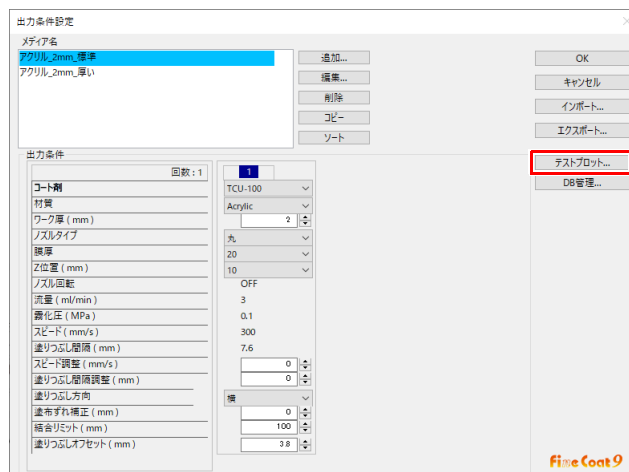 出力条件設定
メディア名
アクリル_2mm_標準
アクリル_2mm_厚い
追加...
編集...
削除
コピー
ソート
OK
キャンセル
インポート...
エクスポート...
テストプロット...
DB管理...
出力条件
回数 : 1
1
コート剤
TCU-100
材質
Acrylic
ワーク厚 ( mm )
2
ノズルタイプ
丸
膜厚
20
Z位置 ( mm )
10
ノズル回転
OFF
流量 ( ml/min )
3
霧化圧 ( MPa )
0.1
スピード ( mm/s )
300
塗りつぶし間隔 ( mm )
7.6
スピード調整 ( mm/s )
0
塗りつぶし間隔調整 ( mm )
0
塗りつぶし方向
横
塗布ずれ補正 ( mm )
0
結合リミット ( mm )
100
塗りつぶしオフセット ( mm )
3.8
Fine Coat 9